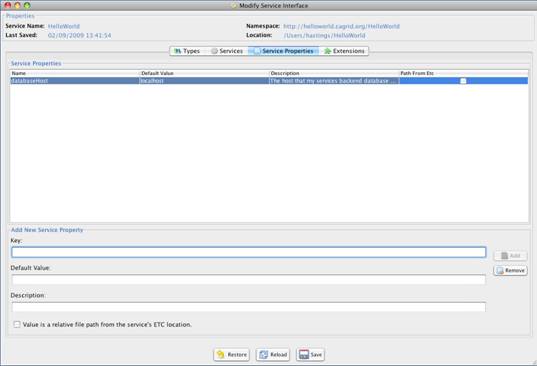 Modify Service Interface
Properties
Service Name: HelloWorld Namespace: http://helloworld.cagrid.org/HelloWorld
Last Saved: 02/09/2009 13:41:54 Location: /Users/hastings/HelloWorld
Types Services Service Properties Extensions
Service Properties
Name Default Value Description Path From Etc
databaseHost localhost The host that my services backend database ...
Add New Service Property
Key:
Add
Default Value:
Remove
Description:
Value is a relative file path from the service's ETC location.
Restore Reload Save